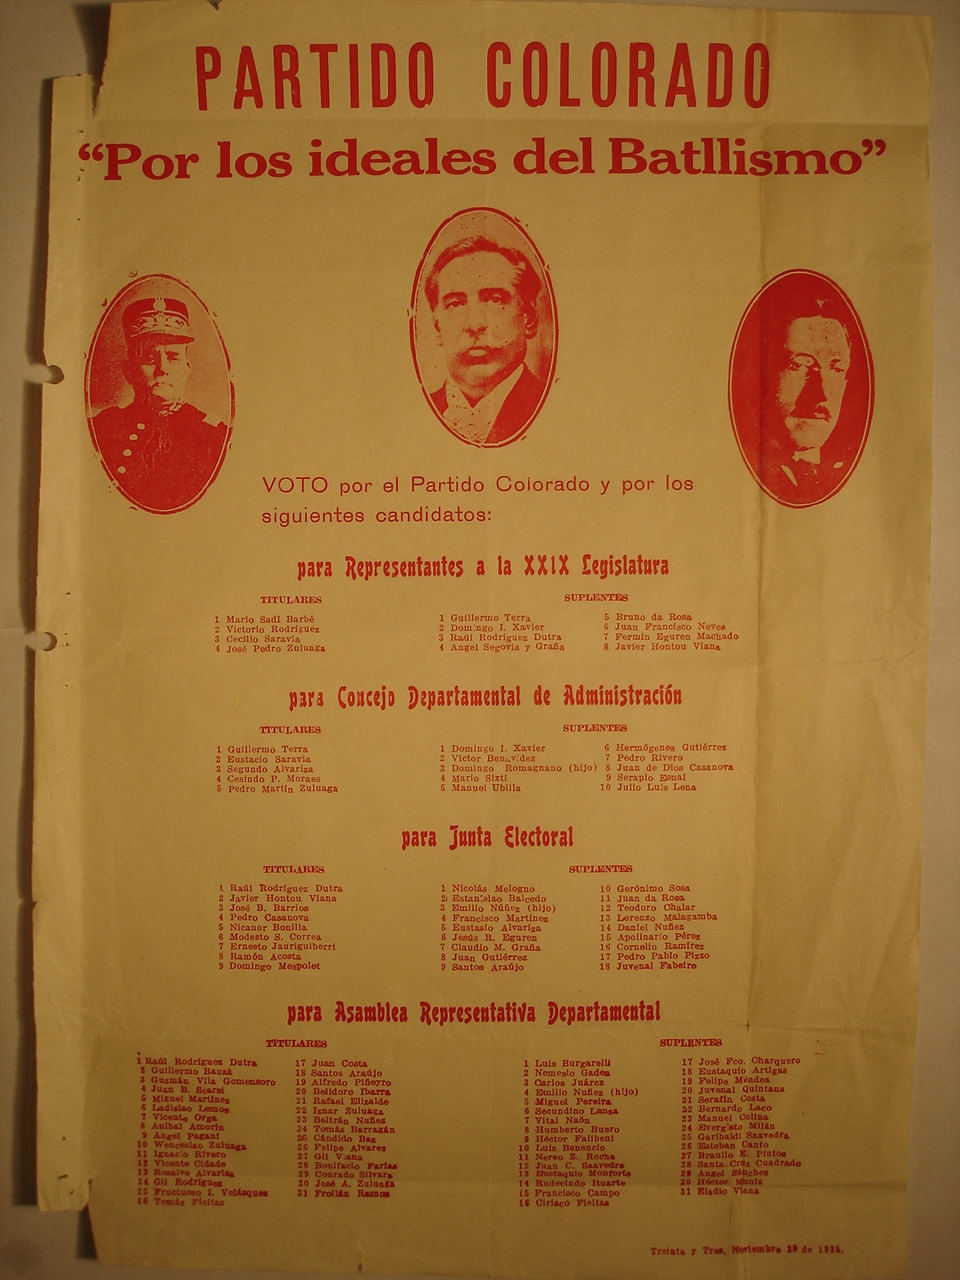 PARTIDO COLORADO
“Por los ideales del Batllismo”
VOTO por el Partido Colorado y por los
siguientes candidatos:
para Representantes a la XXIX Legislatura
TITULARES
1 Mario Sadi Barbé
2 Victorio Rodríguez
3 Cecilio Saravia
4 José Pedro Zuluaga
SUPLENTES
1 Guillermo Terra
2 Domingo I. Xavier
3 Raúl Rodríguez Dutra
4 Angel Segovia y Graña
5 Bruno da Rosa
6 Juan Francisco Neves
7 Fermín Eguren Machado
8 Javier Hontou Viana
para Concejo Departamental de Administración
TITULARES
1 Guillermo Terra
2 Eustacio Saravia
3 Segundo Alvariza
4 Cesindo P. Moraes
5 Pedro Martín Zuluaga
SUPLENTES
1 Domingo I. Xavier
2 Víctor Benavídez
3 Domingo Romagnano (hijo)
4 Mario Sixti
5 Manuel Ubilla
6 Hermógenes Gutiérrez
7 Pedro Rivero
8 Juan de Dios Casanova
9 Serapio Esnal
10 Julio Luis Lena
para Junta Electoral
TITULARES
1 Raúl Rodríguez Dutra
2 Javier Hontou Viana
3 José B. Barrios
4 Pedro Casanova
5 Nicanor Bonilla
6 Modesto S. Correa
7 Ernesto Jauriguiberri
8 Ramón Acosta
9 Domingo Mespolet
SUPLENTES
1 Nicolás Melogno
2 Estanislao Balcedo
3 Emilio Núñez (hijo)
4 Francisco Martínez
5 Eustasio Alvariza
6 Jesús R. Eguren
7 Claudio M. Graña
8 Juan Gutiérrez
9 Santos Araújo
10 Gerónimo Sosa
11 Juan da Rosa
12 Teodoro Chalar
13 Lorenzo Malagamba
14 Daniel Nuñez
15 Apolinario Pérez
16 Cornelio Ramírez
17 Pedro Pablo Pizzo
18 Juvenal Fabeiro
para Asamblea Representativa Departamental
TITULARES
1 Raúl Rodríguez Dutra
2 Guillermo Bauzá
3 Guzmán Vila Gomensoro
4 Juan B. Scarsi
5 Miguel Martínez
6 Ladislao Lemos
7 Vicente Orga
8 Aníbal Amorín
9 Angel Pagani
10 Wenceslao Zuluaga
11 Ignacio Rivero
12 Vicente Cidade
13 Rosalvo Alvariza
14 Gil Rodríguez
15 Fructuoso I. Velásques
16 Tomás Fleitas
17 Juan Costa
18 Santos Araújo
19 Alfredo Piñeyro
20 Belidoro Ibarra
21 Rafael Elizalde
22 Isnar Zuluaga
23 Beltrán Nuñez
24 Tomás Barragán
25 Cándido Bas
26 Felipe Alvares
27 Gil Viana
28 Bonifacio Farías
29 Conrado Silvara
30 José A. Zuluaga
31 Froilán Ramos
SUPLENTES
1 Luis Burgarelli
2 Nemesio Gadea
3 Carlos Juárez
4 Emilio Nuñez (hijo)
5 Miguel Pereira
6 Secundino Lansa
7 Vital Naón
8 Humberto Buero
9 Héctor Falibeni
10 Luis Benencio
11 Nereo Z. Rocha
12 Juan C. Saavedra
13 Eustaquio Monforte
14 Rudecindo Ituarte
15 Francisco Campo
16 Ciriaco Fleitas
17 José Fco. Charquero
18 Eustaquio Artigas
19 Felipe Méndez
20 Juvenal Quintana
21 Serafín Costa
22 Bernardo Laco
23 Manuel Colina
24 Evergisto Milán
25 Garibaldi Saavedra
26 Esteban Canto
27 Braulio E. Pintos
28 Santa Cruz Cuadrado
29 Angel Sánchez
30 Héctor Muniz
31 Eladio Viana
Treinta y Tres, Noviembre de